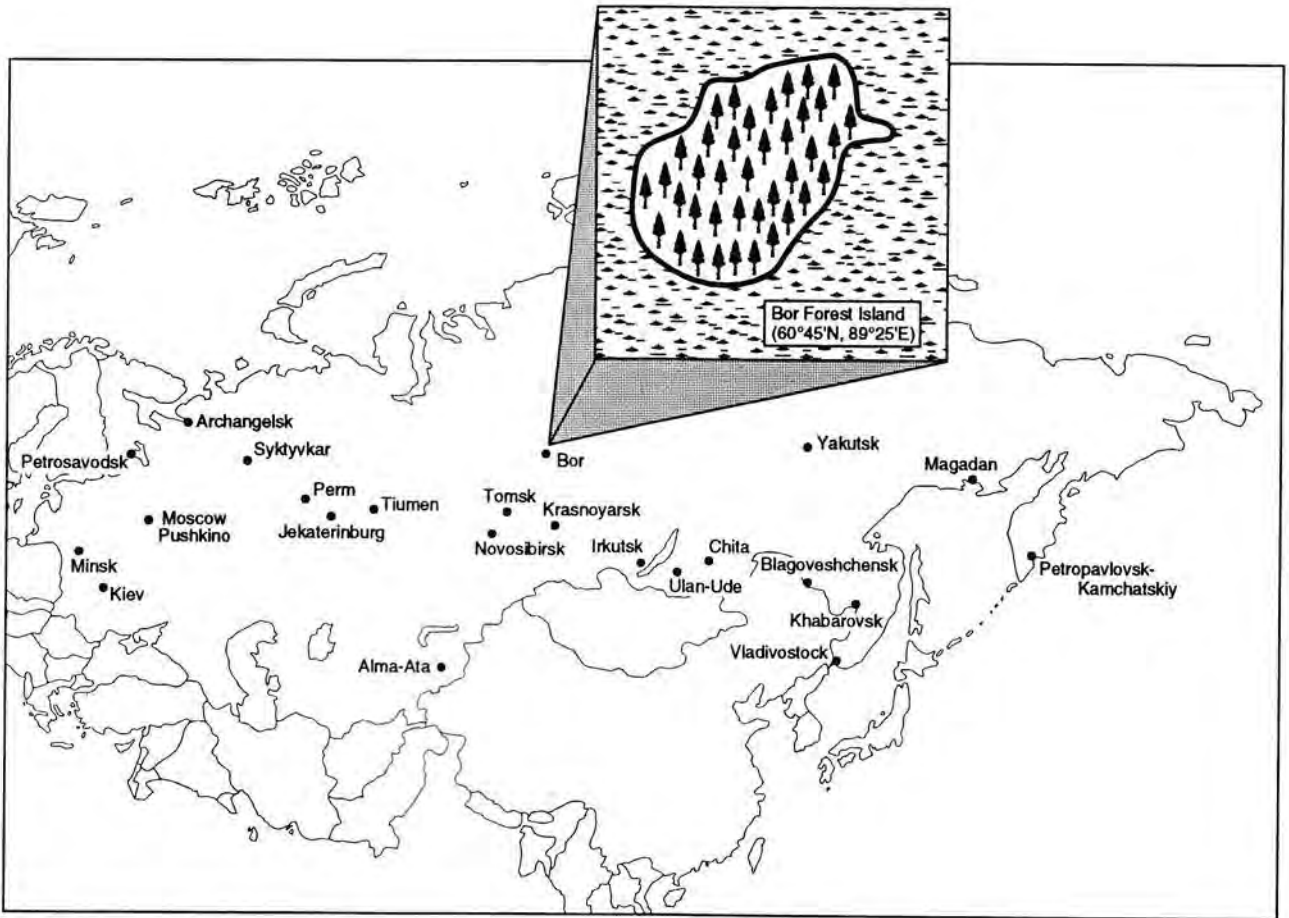 Bor Forest Island
(60°45'N, 89°25'E)
Archangelsk
Petrosavodsk
Syktyvkar
Bor
Yakutsk
Magadan
Perm
Tiumen
Tomsk
Krasnoyarsk
Moscow
Pushkino
Jekaterinburg
Novosibirsk
Irkutsk
Chita
Blagoveshchensk
Minsk
Ulan-Ude
Petropavlovsk-
Kamchatskiy
Kiev
Khabarovsk
Vladivostock
Alma-Ata